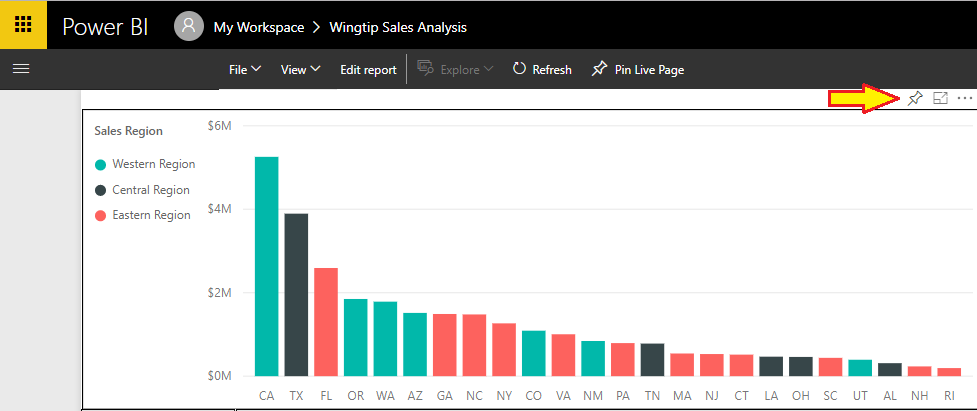 Power BI My Workspace > Wingtip Sales Analysis
File View Edit report Explore Refresh Pin Live Page
Sales Region
Western Region
Central Region
Eastern Region
$6M
$4M
$2M
$0M
CA TX FL OR WA AZ GA NC NY CO VA NM PA TN MA NJ CT LA OH SC UT AL NH RI